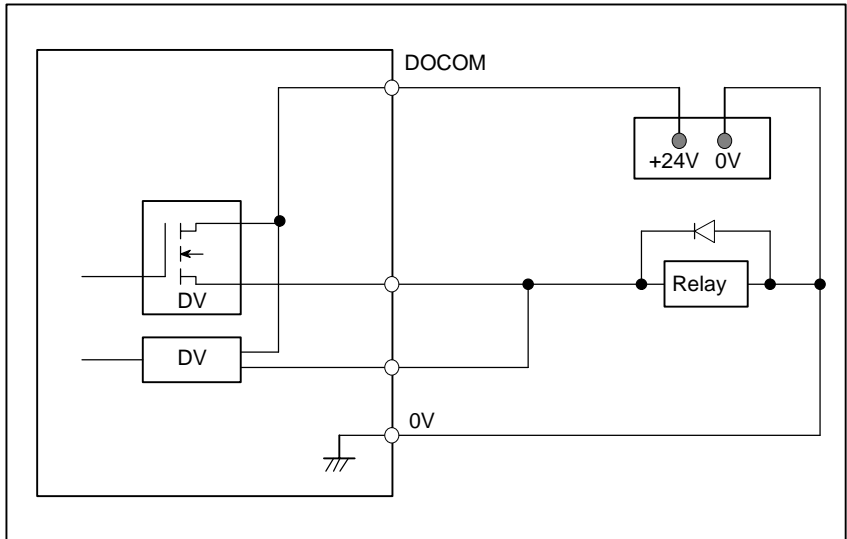 DOCOM
+24V 0V
Relay
DV
DV
0V